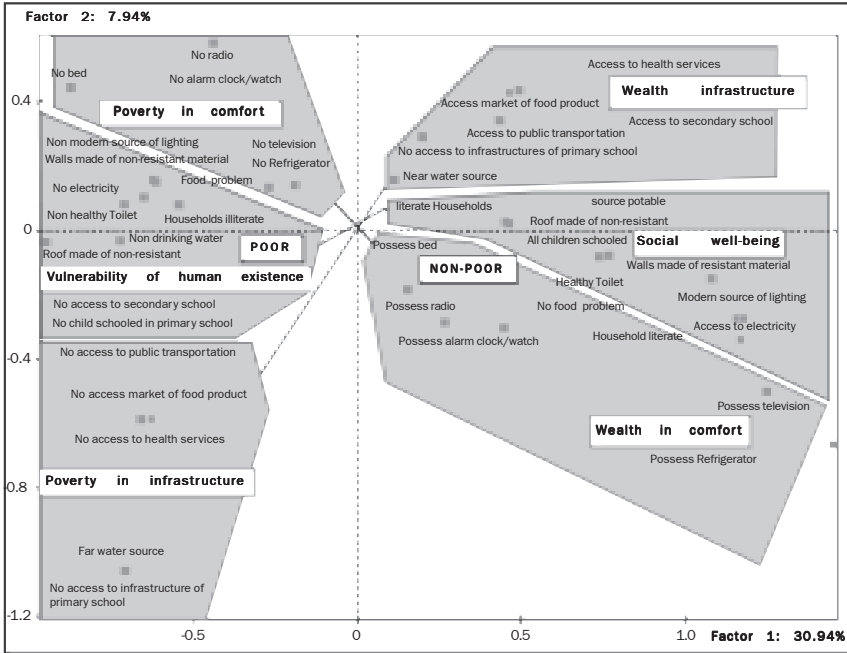 Factor 2: 7.94%
No radio
No bed
No alarm clock/watch
0.4
Poverty in comfort
Non modern source of lighting
No television
Walls made of non-resistant material
No Refrigerator
No electricity
Food problem
Non healthy Toilet
Households illiterate
0
Non drinking water
POOR
Roof made of non-resistant
Vulnerability of human existence
No access to secondary school
No child schooled in primary school
-0.4
No access to public transportation
No access market of food product
No access to health services
Poverty in infrastructure
-0.8
Far water source
No access to infrastructure of
primary school
-1.2
Access to health services
Wealth infrastructure
Access market of food product
Access to secondary school
Access to public transportation
No access to infrastructures of primary school
Near water source
source potable
literate Households
Roof made of non-resistant
All children schooled
Social well-being
Possess bed
NON-POOR
Walls made of resistant material
Healthy Toilet
Modern source of lighting
Possess radio
No food problem
Access to electricity
Possess alarm clock/watch
Household literate
Possess television
Wealth in comfort
Possess Refrigerator
-0.5
0
0.5
1.0
Factor 1: 30.94%